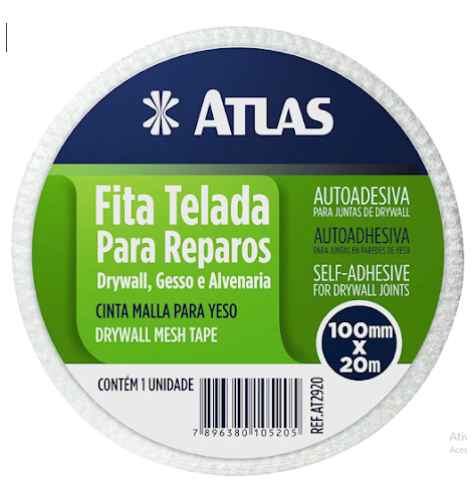 ATLAS
Fita Telada
Para Reparos
Drywall, Gesso e Alvenaria
CINTA MALLA PARA YESO
DRYWALL MESH TAPE
AUTOADESIVA
PARA JUNTAS DE DRYWALL
AUTOADHESIVA
PARA JUNTAS EN PAREDES DE YESO
SELF-ADHESIVE
FOR DRYWALL JOINTS
100mm
X
20m
CONTÉM 1 UNIDADE
7 896380 105205
REF.AT2920